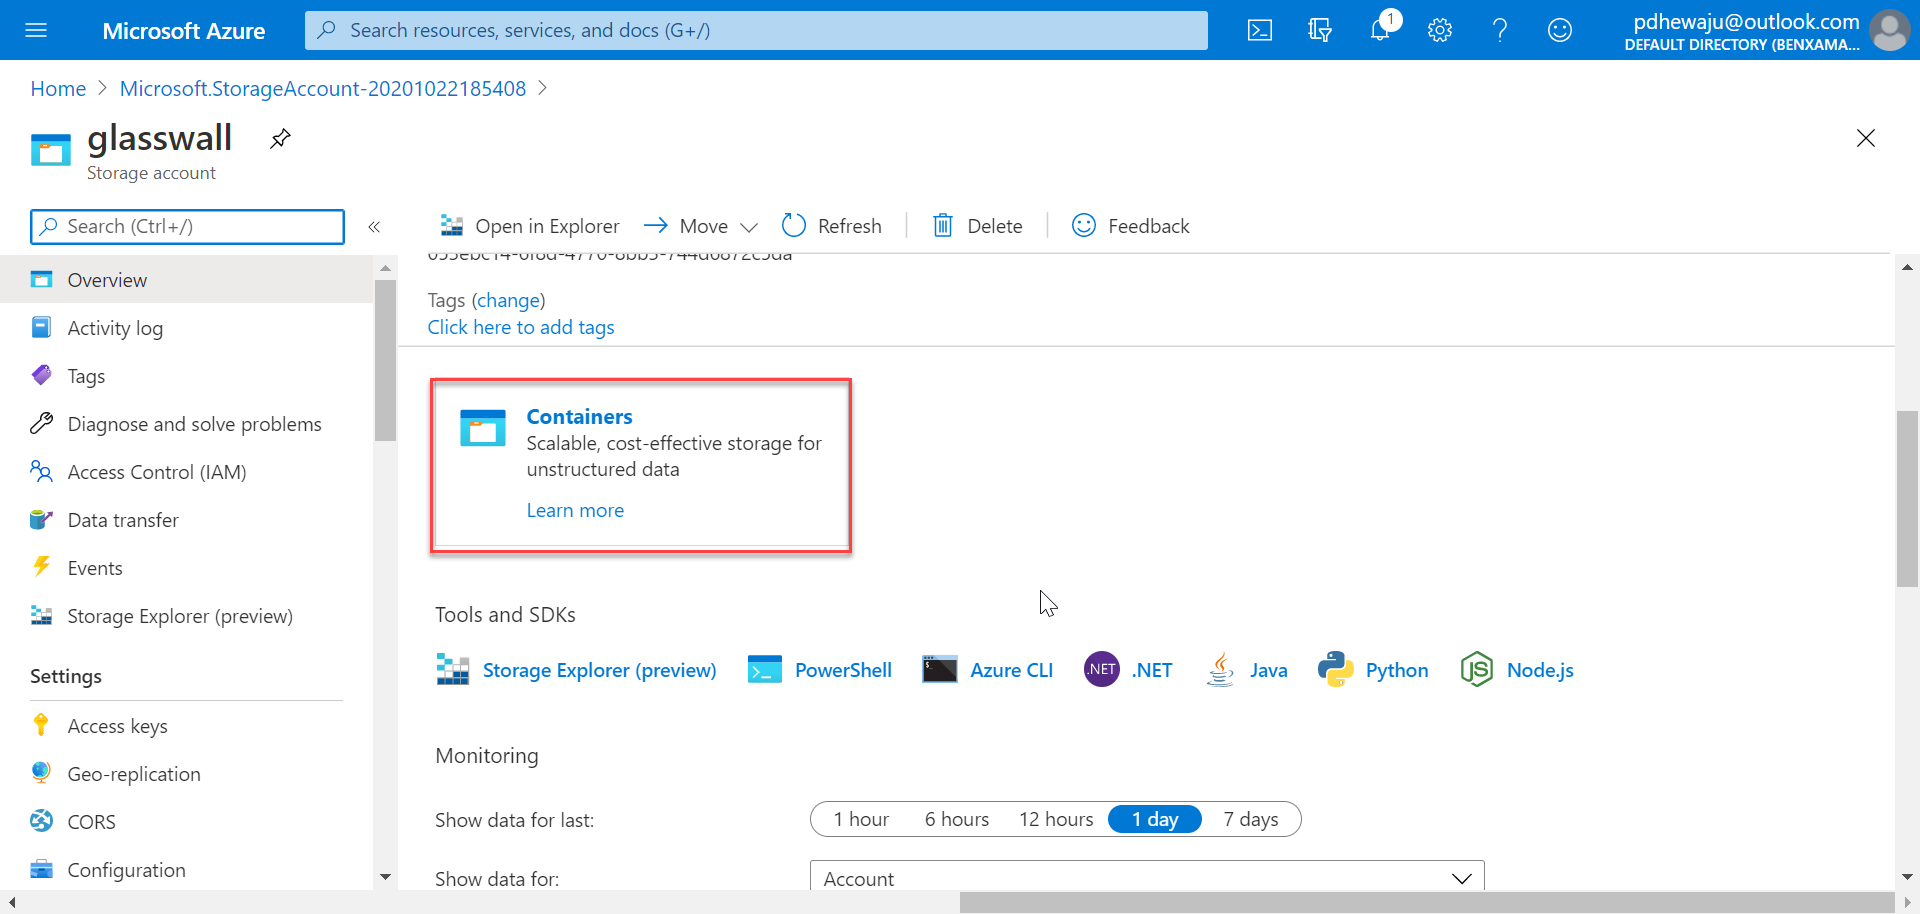 Microsoft Azure
Search resources, services, and docs (G+/)
1
pdhewaju@outlook.com
DEFAULT DIRECTORY (BENXAMA...
Home > Microsoft.StorageAccount-20201022185408 >
glasswall
Storage account
Search (Ctrl+/)
«
Open in Explorer
Move
Refresh
Delete
Feedback
Overview
Activity log
Tags
Diagnose and solve problems
Access Control (IAM)
Data transfer
Events
Storage Explorer (preview)
Settings
Access keys
Geo-replication
CORS
Configuration
Tags (change)
Click here to add tags
Containers
Scalable, cost-effective storage for
unstructured data
Learn more
Tools and SDKs
Storage Explorer (preview)
PowerShell
Azure CLI
.NET
.NET
Java
Python
JS
Node.js
Monitoring
Show data for last:
1 hour
6 hours
12 hours
1 day
7 days
Show data for:
Account